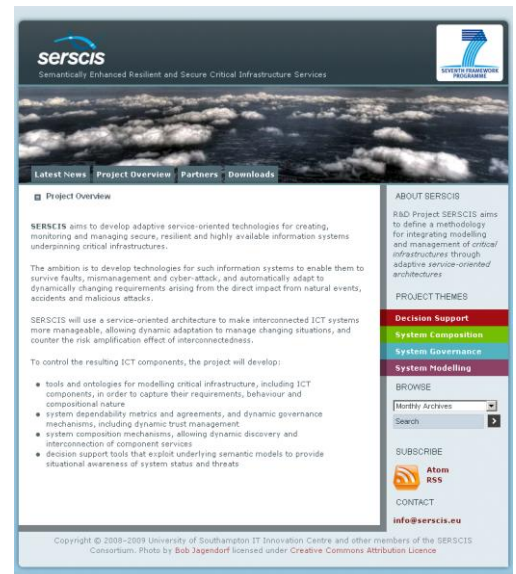 serscis
Semantically Enhanced Resilient and Secure Critical Infrastructure Services
SEVENTH FRAMEWORK
PROGRAMME
Latest News Project Overview Partners Downloads
Project Overview
SERSCIS aims to develop adaptive service-oriented technologies for creating,
monitoring and managing secure, resilient and highly available information systems
underpinning critical infrastructures.
The ambition is to develop technologies for such information systems to enable them to
survive faults, mismanagement and cyber-attack, and automatically adapt to
dynamically changing requirements arising from the direct impact from natural events,
accidents and malicious attacks.
SERSCIS will use a service-oriented architecture to make interconnected ICT systems
more manageable, allowing dynamic adaptation to manage changing situations, and
counter the risk amplification effect of interconnectedness.
To control the resulting ICT components, the project will develop:
tools and ontologies for modelling critical infrastructure, including ICT
components, in order to capture their requirements, behaviour and
compositional nature
system dependability metrics and agreements, and dynamic governance
mechanisms, including dynamic trust management
system composition mechanisms, allowing dynamic discovery and
interconnection of component services
decision support tools that exploit underlying semantic models to provide
situational awareness of system status and threats
ABOUT SERSCIS
R&D Project SERSCIS aims
to define a methodology
for integrating modelling
and management of critical
infrastructures through
adaptive service-oriented
architectures
PROJECT THEMES
Decision Support
System Composition
System Governance
System Modelling
BROWSE
Monthly Archives
Search
SUBSCRIBE
Atom
RSS
CONTACT
info@serscis.eu
Copyright © 2008-2009 University of Southampton IT Innovation Centre and other members of the SERSCIS
Consortium. Photo by Bob Jagendorf licensed under Creative Commons Attribution Licence